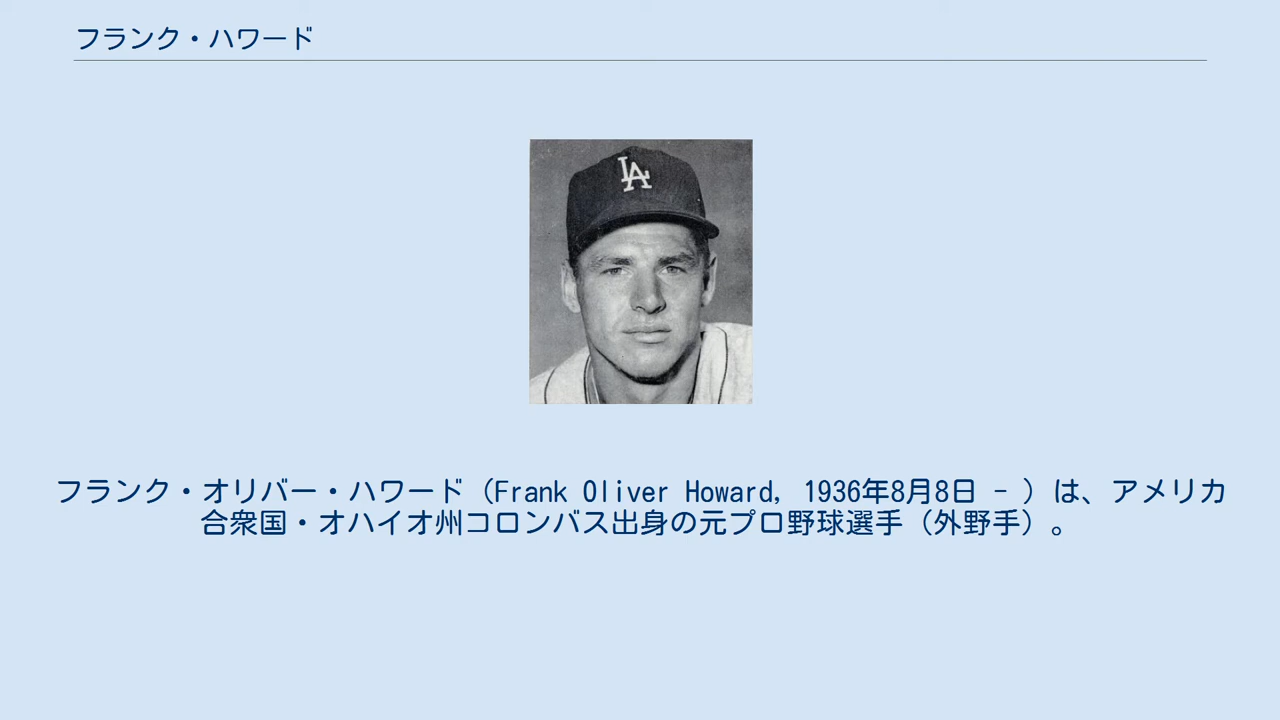 フランク・ハワード
LA
フランク・オリバー・ハワード（Frank Oliver Howard, 1936年8月8日 - ）は、アメリカ
合衆国・オハイオ州コロンバス出身の元プロ野球選手（外野手）。